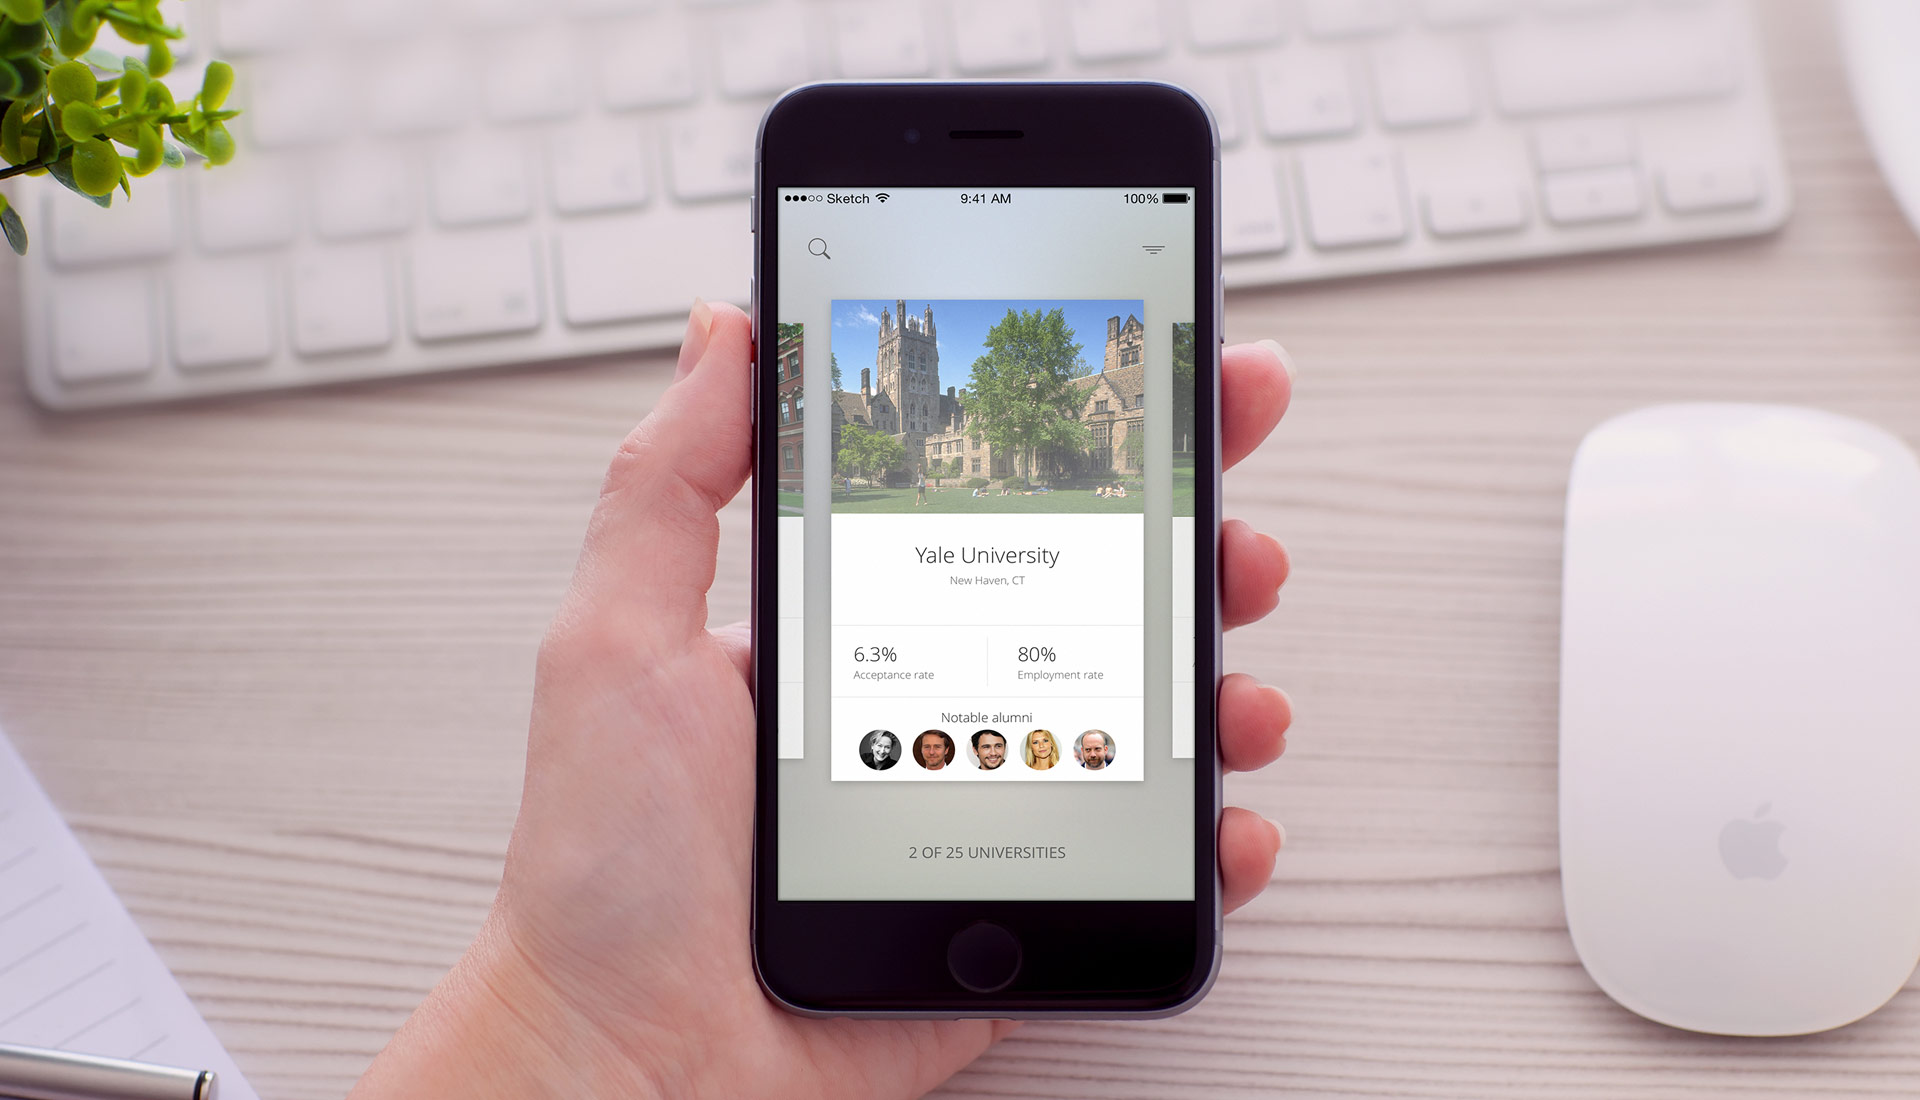 Sketch 9:41 AM 100%
Yale University
New Haven, CT
6.3% 80%
Acceptance rate Employment rate
Notable alumni
2 OF 25 UNIVERSITIES